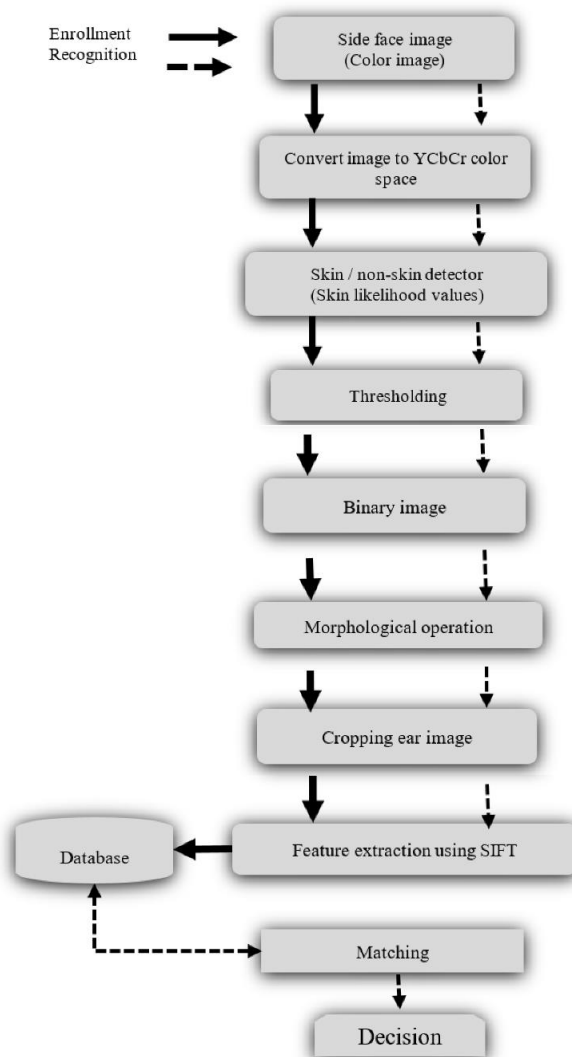 Enrollment
Recognition
Side face image
(Color image)
Convert image to YCbCr color
space
Skin / non-skin detector
(Skin likelihood values)
Thresholding
Binary image
Morphological operation
Cropping ear image
Database
Feature extraction using SIFT
Matching
Decision